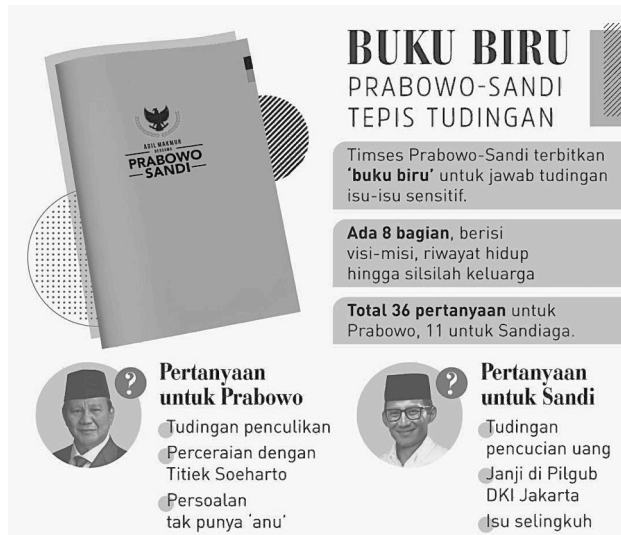 BUKU BIRU
PRABOWO-SANDI
TEPIS TUDINGAN
ADIL MAKMUR
BERSAMA
PRABOWO
SANDI
Timses Prabowo-Sandi terbitkan
'buku biru' untuk jawab tudingan
isu-isu sensitif.
Ada 8 bagian, berisi
visi-misi, riwayat hidup
hingga silsilah keluarga
Total 36 pertanyaan untuk
Prabowo, 11 untuk Sandiaga.
?
Pertanyaan
untuk Prabowo
Tudingan penculikan
Perceraian dengan
Titiek Soeharto
Persoalan
tak punya 'anu'
?
Pertanyaan
untuk Sandi
Tudingan
pencucian uang
Janji di Pilgub
DKI Jakarta
Isu selingkuh